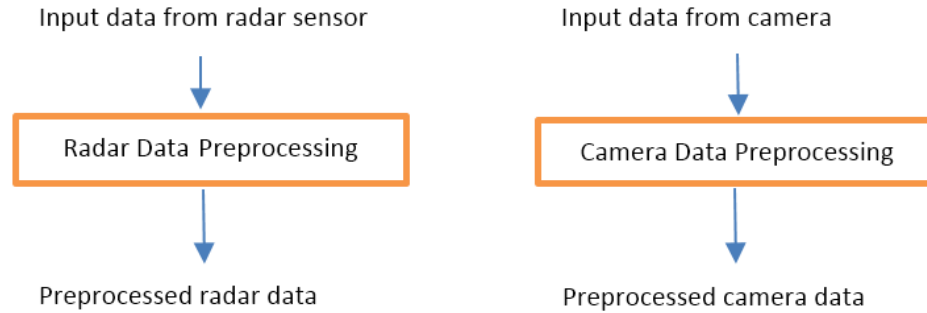 Input data from radar sensor
Input data from camera
Radar Data Preprocessing
Camera Data Preprocessing
Preprocessed radar data
Preprocessed camera data